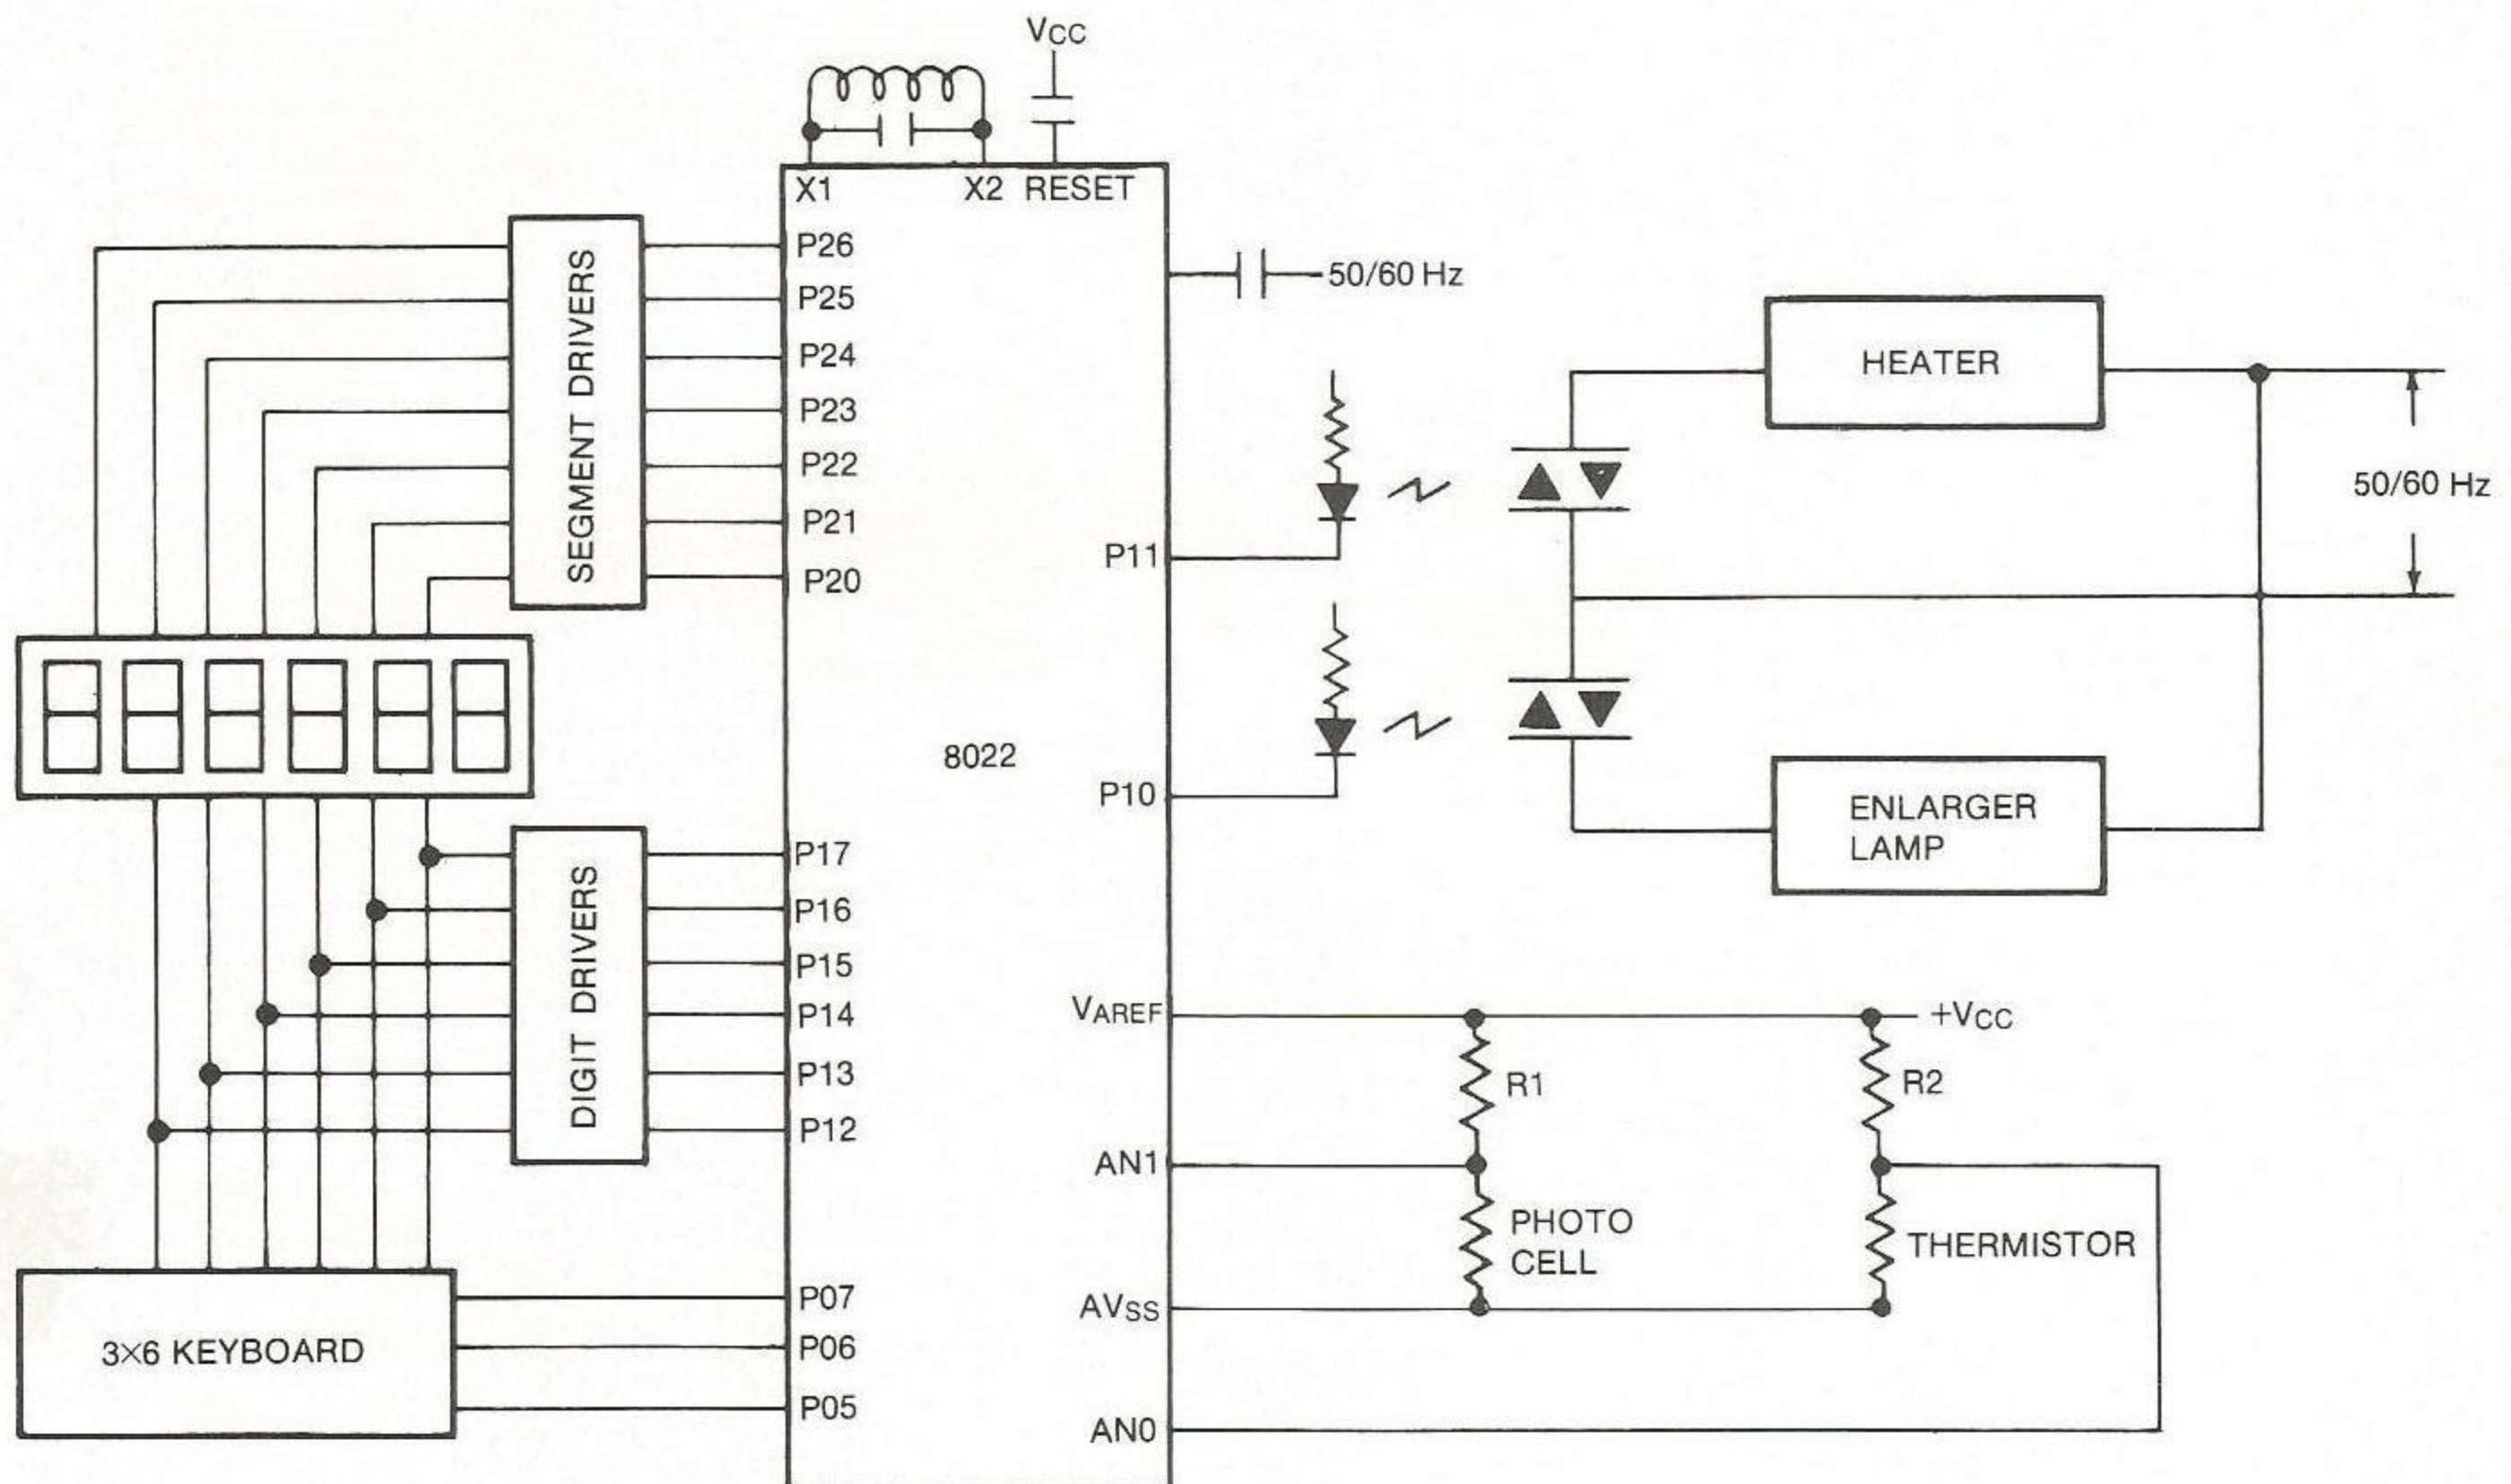 VCC
X1
X2 RESET
P26
P25
P24
P23
P22
P21
P20
SEGMENT DRIVERS
50/60 Hz
HEATER
50/60 Hz
P11
8022
P10
ENLARGER
LAMP
P17
P16
P15
P14
P13
P12
DIGIT DRIVERS
VAREF
+VCC
R1
R2
AN1
PHOTO
CELL
THERMISTOR
AVSS
P07
P06
P05
3×6 KEYBOARD
AN0